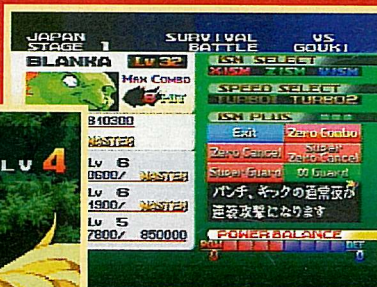 JAPAN
STAGE 1
SURVIVAL
BATTLE
VS
GOUKI
BLANKA Lv 32
MAX COMBO
8 HIT
810300
MASTER
Lv 6
0600/ MASTER
Lv 6
1900/ MASTER
Lv 5
7800/ 850000
Lv 4
ISM SELECT
X-ISM Z-ISM V-ISM
SPEED SELECT
TURBO1 TURBO2
ISM PLUS
Exit Zero Combo
Zero Cancel Super Zero Cancel
Super Guard ∞ Guard
パンチ、キックの通常技が
連続攻撃になります
POWER BALANCE
POW DEF
0 0